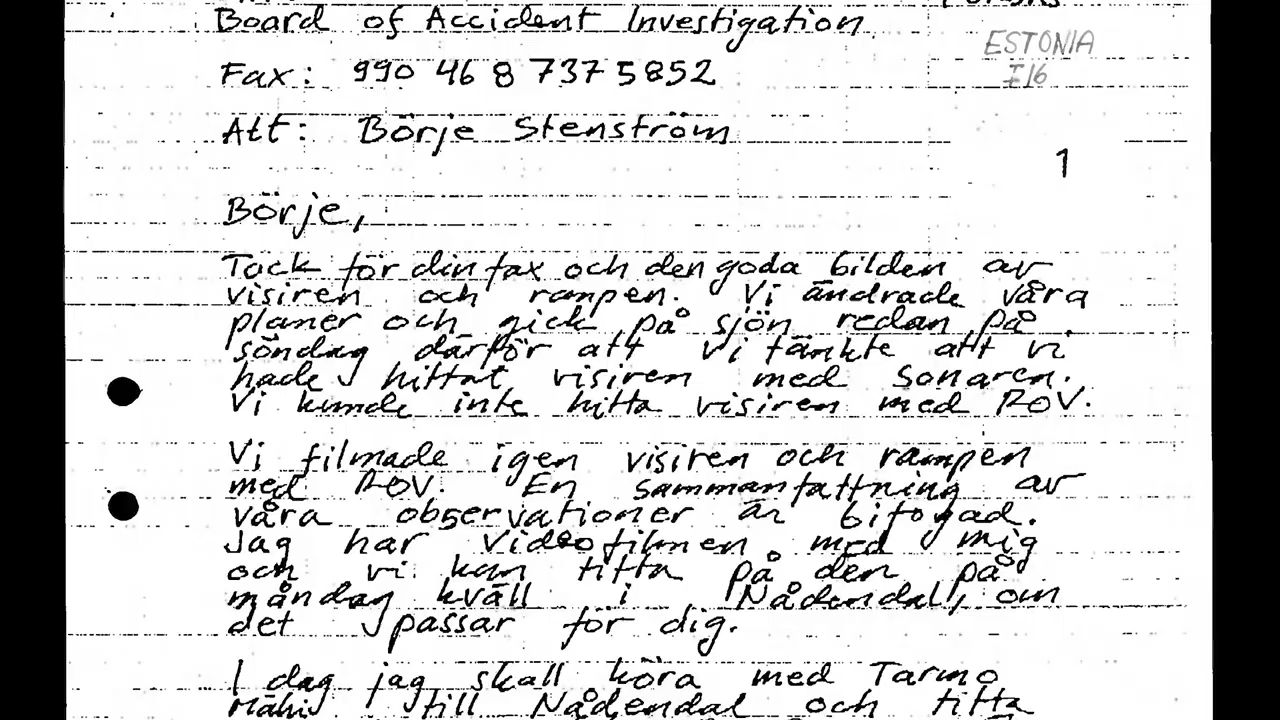 Board of Accident Investigation
ESTONIA
I16
Fax: 990 46 8 737 5852
Att: Börje Stenström
1
Börje,
Tack för din fax och den goda bilden av
visiren och rampen. Vi ändrade våra
planer och gick på sjön redan på
söndag därför att vi tänkte att vi
hade hittat visiren med sonaren.
Vi kunde inte hitta visiren med ROV.
Vi filmade igen visiren och rampen
med ROV. En sammanfattning av
våra observationer är bifogad.
Jag har videofilmen med mig
och vi kan titta på den på
måndag kväll i Nådendal, om
det passar för dig.
I dag jag skall köra med Tarmo
till Nådendal och titta